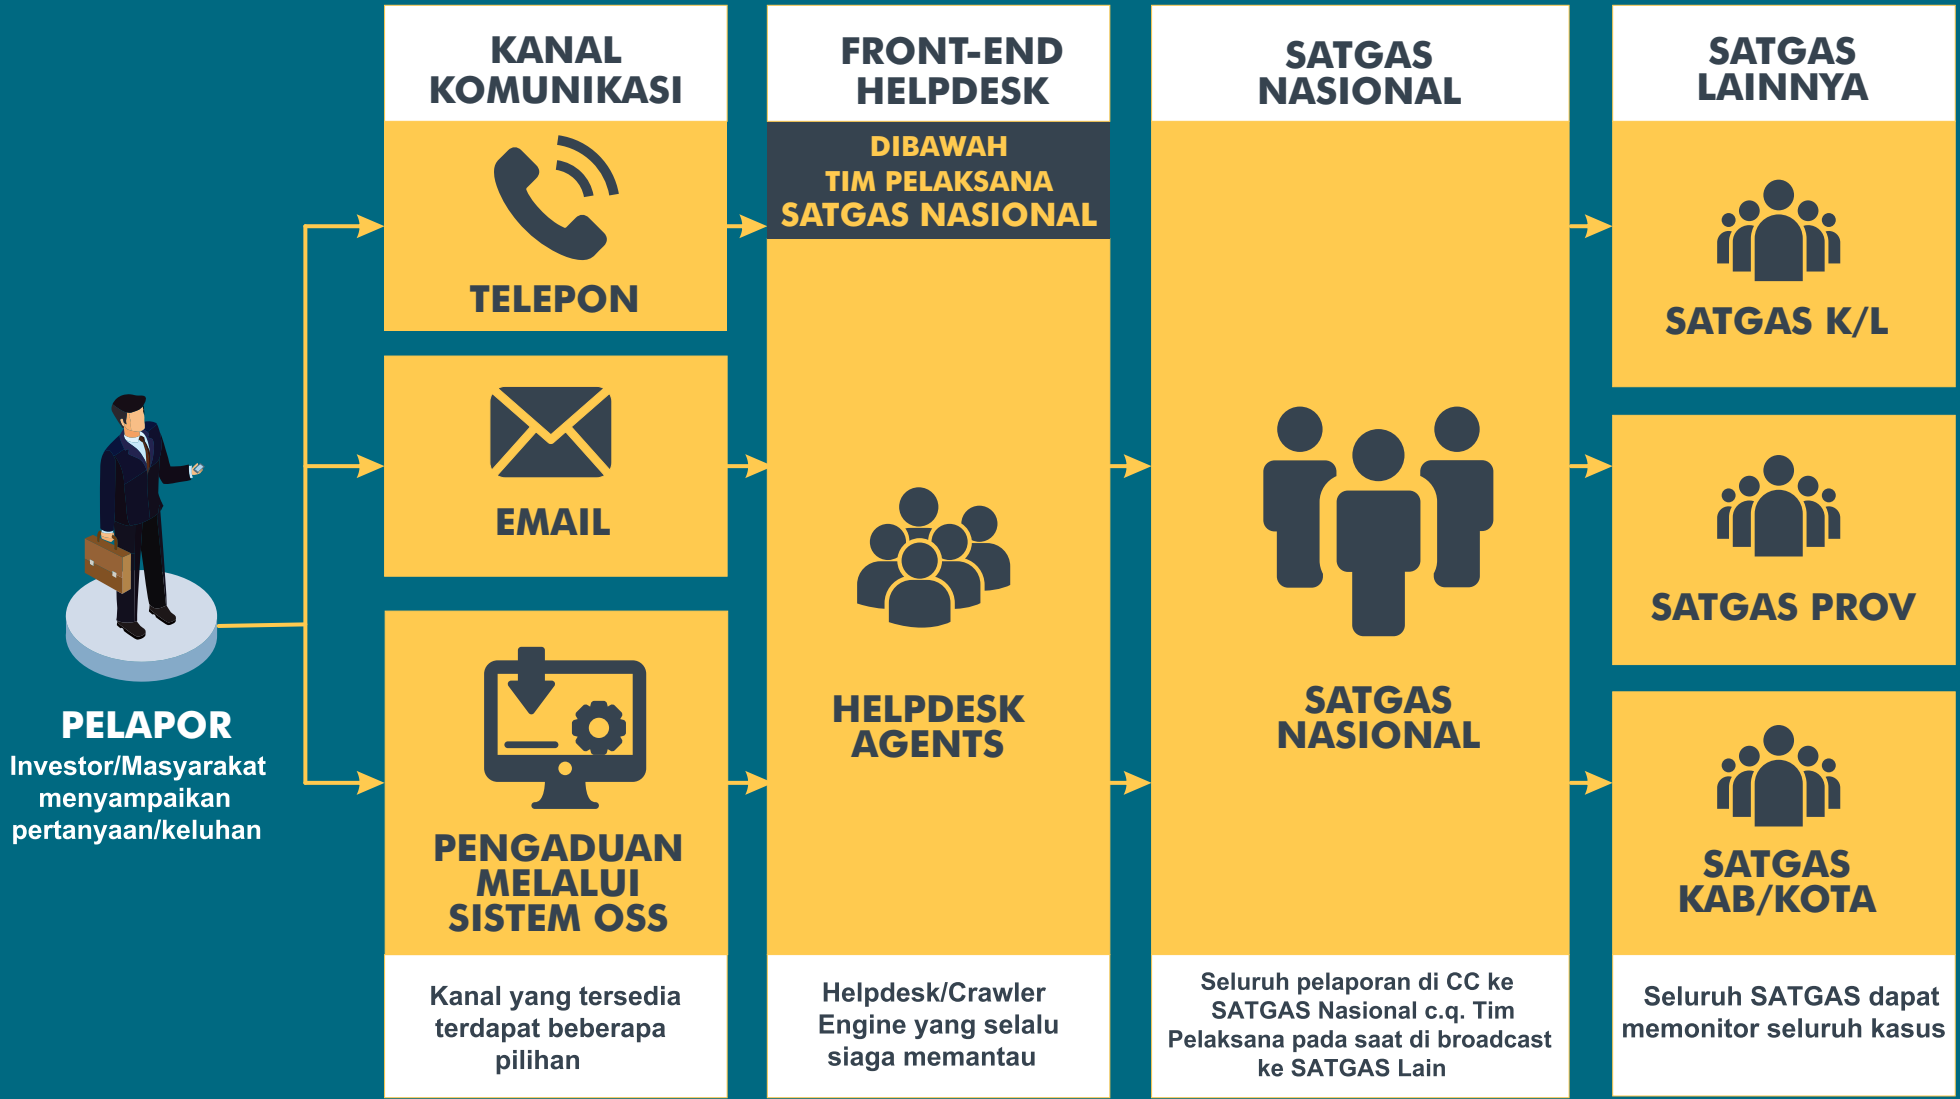 PELAPOR
Investor/Masyarakat
menyampaikan
pertanyaan/keluhan
KANAL
KOMUNIKASI
TELEPON
EMAIL
PENGADUAN
MELALUI
SISTEM OSS
Kanal yang tersedia
terdapat beberapa
pilihan
FRONT-END
HELPDESK
DIBAWAH
TIM PELAKSANA
SATGAS NASIONAL
HELPDESK
AGENTS
Helpdesk/Crawler
Engine yang selalu
siaga memantau
SATGAS
NASIONAL
SATGAS
NASIONAL
Seluruh pelaporan di CC ke
SATGAS Nasional c.q. Tim
Pelaksana pada saat di broadcast
ke SATGAS Lain
SATGAS
LAINNYA
SATGAS K/L
SATGAS PROV
SATGAS
KAB/KOTA
Seluruh SATGAS dapat
memonitor seluruh kasus